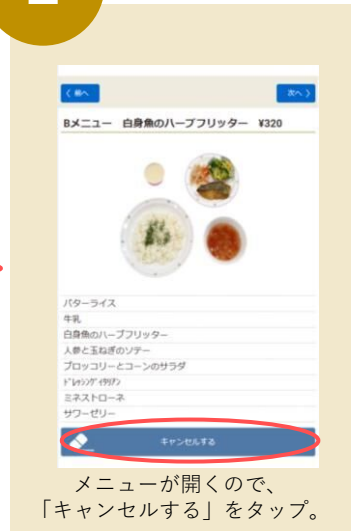 < 前へ
次へ >
Bメニュー　白身魚のハーブフリッター　¥320
バターライス
牛乳
白身魚のハーブフリッター
人参と玉ねぎのソテー
ブロッコリーとコーンのサラダ
ﾄﾞﾚｯｼﾝｸﾞｲﾀﾘｱﾝ
ミネストローネ
サワーゼリー
キャンセルする
メニューが開くので、
「キャンセルする」をタップ。